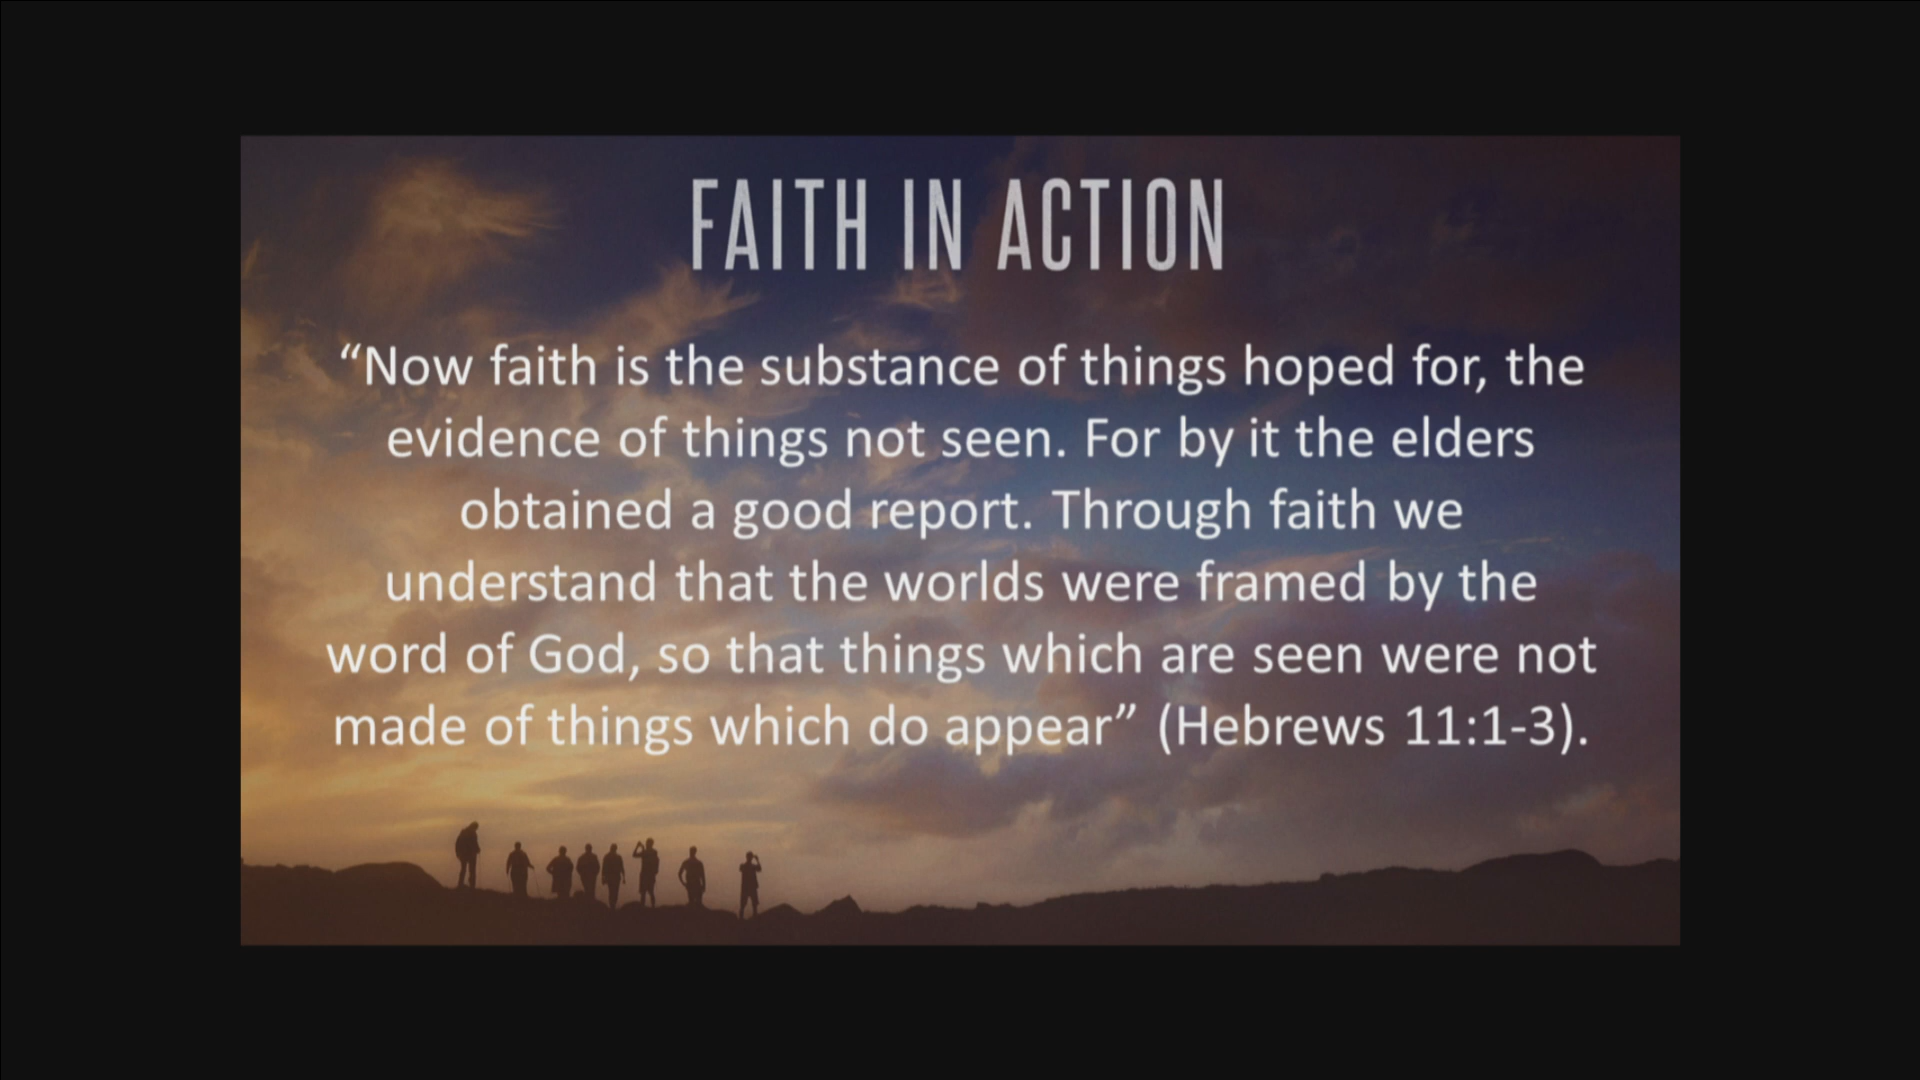 FAITH IN ACTION
“Now faith is the substance of things hoped for, the
evidence of things not seen. For by it the elders
obtained a good report. Through faith we
understand that the worlds were framed by the
word of God, so that things which are seen were not
made of things which do appear” (Hebrews 11:1-3).